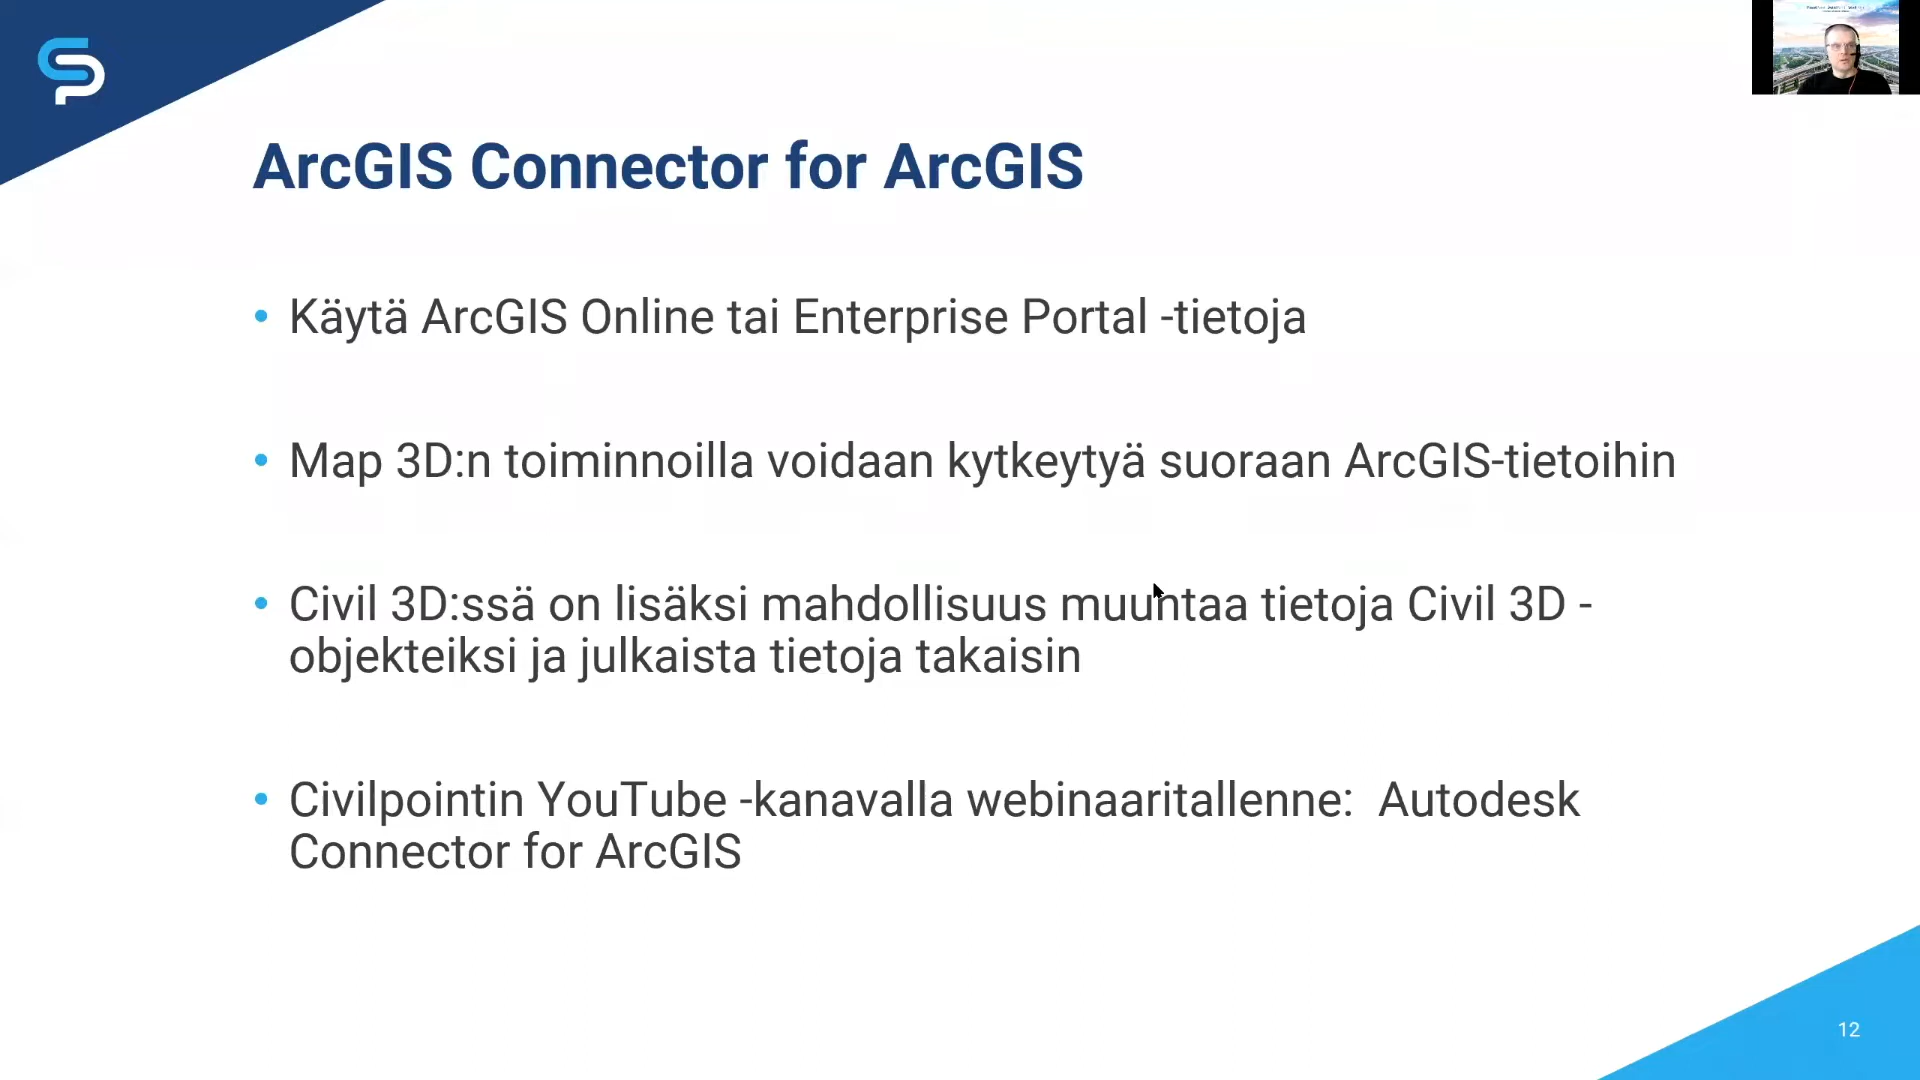 ArcGIS Connector for ArcGIS
• Käytä ArcGIS Online tai Enterprise Portal -tietoja
• Map 3D:n toiminnoilla voidaan kytkeytyä suoraan ArcGIS-tietoihin
• Civil 3D:ssä on lisäksi mahdollisuus muuntaa tietoja Civil 3D -
objekteiksi ja julkaista tietoja takaisin
• Civilpointin YouTube -kanavalla webinaaritallenne:  Autodesk
Connector for ArcGIS
12